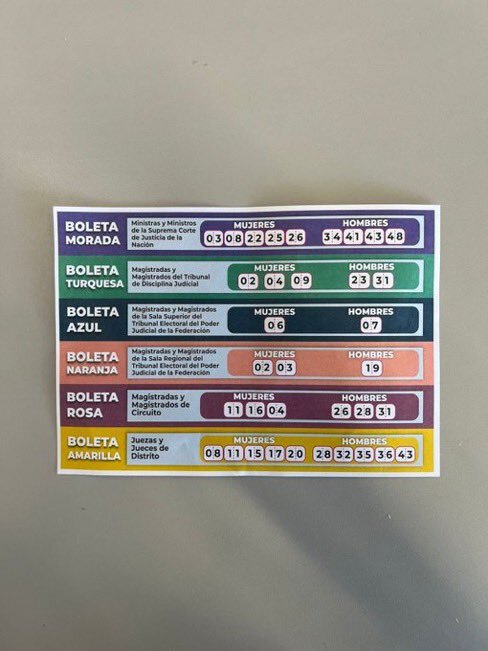 BOLETA MORADA
Ministras y Ministros
de la Suprema Corte
de Justicia de la
Nación
MUJERES
03 08 22 25 26
HOMBRES
34 41 43 48
BOLETA TURQUESA
Magistradas y
Magistrados del Tribunal
de Disciplina Judicial
MUJERES
02 04 09
HOMBRES
23 31
BOLETA AZUL
Magistradas y Magistrados
de la Sala Superior del
Tribunal Electoral del Poder
Judicial de la Federación
MUJERES
06
HOMBRES
07
BOLETA NARANJA
Magistradas y Magistrados
de la Sala Regional del
Tribunal Electoral del Poder
Judicial de la Federación
MUJERES
02 03
HOMBRES
19
BOLETA ROSA
Magistradas y
Magistrados de
Circuito
MUJERES
11 16 04
HOMBRES
26 28 31
BOLETA AMARILLA
Juezas y
Jueces de
Distrito
MUJERES
08 11 15 17 20
HOMBRES
28 32 35 36 43